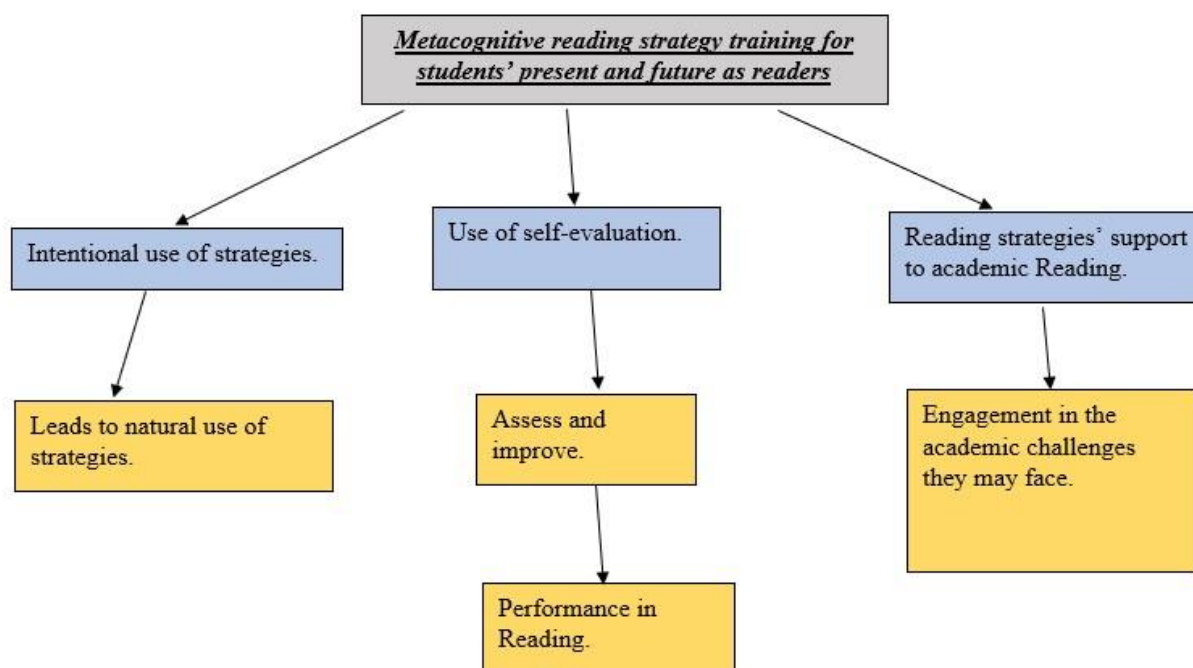 Metacognitive reading strategy training for
students’ present and future as readers
Intentional use of strategies.
Use of self-evaluation.
Reading strategies’ support
to academic Reading.
Leads to natural use of
strategies.
Assess and
improve.
Engagement in the
academic challenges
they may face.
Performance in
Reading.